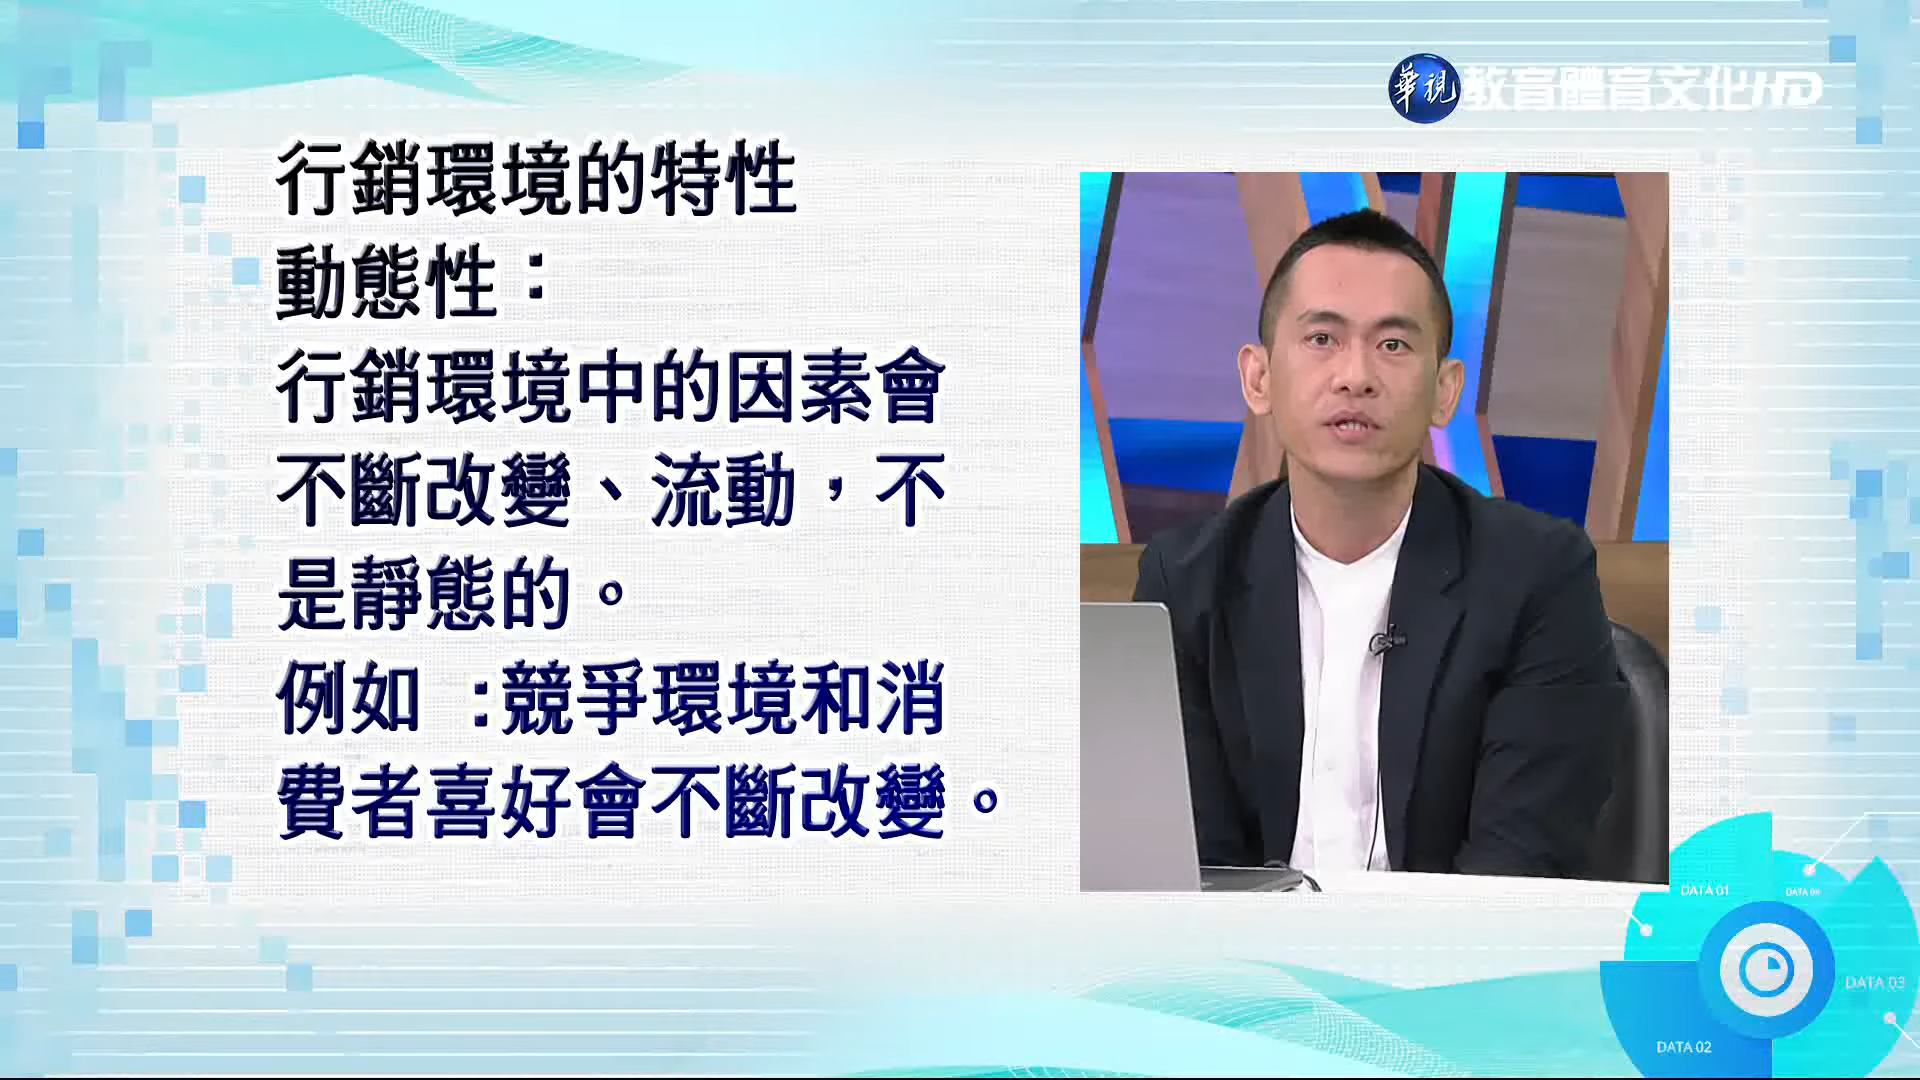 華視 教育體育文化HD
行銷環境的特性
動態性：
行銷環境中的因素會
不斷改變、流動，不
是靜態的。
例如 :競爭環境和消
費者喜好會不斷改變。
DATA 01
DATA 04
DATA 03
DATA 02